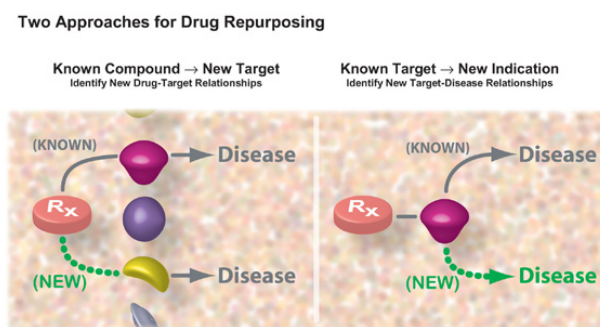 Two Approaches for Drug Repurposing
Known Compound → New Target
Identify New Drug-Target Relationships
(KNOWN)
Disease
Rx
(NEW)
Disease
Known Target → New Indication
Identify New Target-Disease Relationships
(KNOWN)
Disease
Rx
(NEW)
Disease